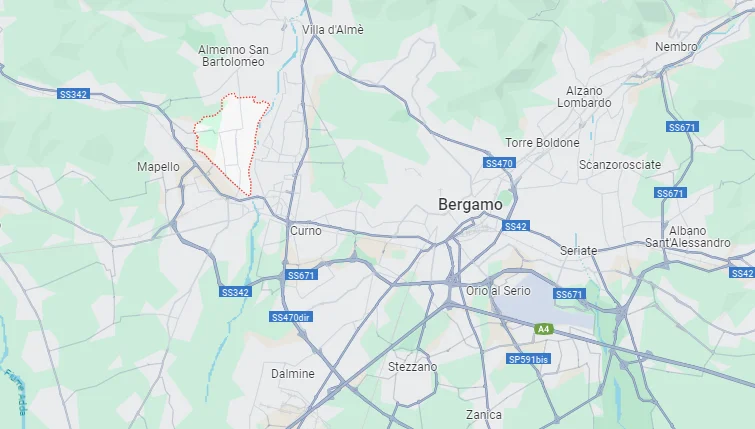 Villa d'Almè
Almenno San
Bartolomeo
Nembro
SS342
Alzano
Lombardo
SS671
Torre Boldone
SS470
Mapello
Scanzorosciate
SS671
Bergamo
SS42
Curno
Albano
Sant'Alessandro
Seriate
SS671
SS42
SS342
Orio al Serio
SS671
SS470dir
A4
SP591bis
Dalmine
Stezzano
Fiume Adda
Zanica